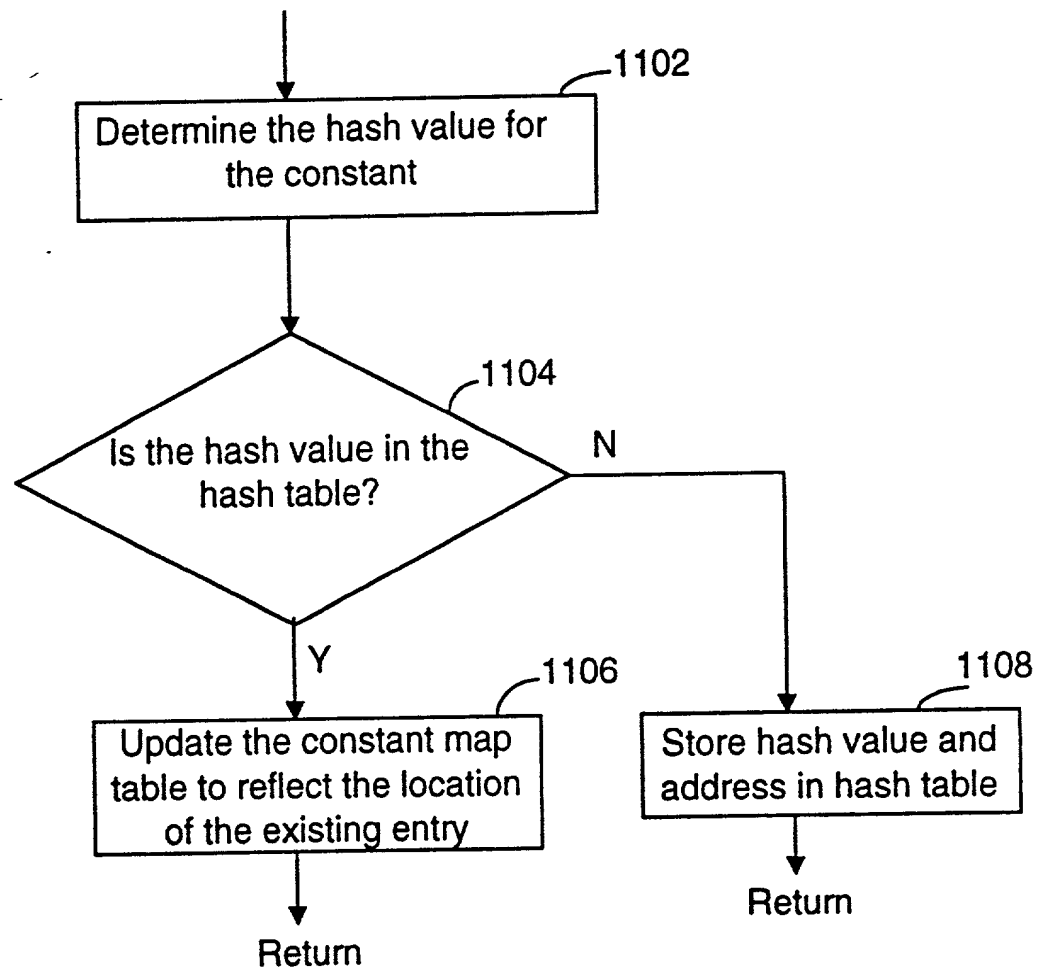 1102
Determine the hash value for
the constant
1104
Is the hash value in the
hash table?
N
Y
1106
Update the constant map
table to reflect the location
of the existing entry
Return
1108
Store hash value and
address in hash table
Return